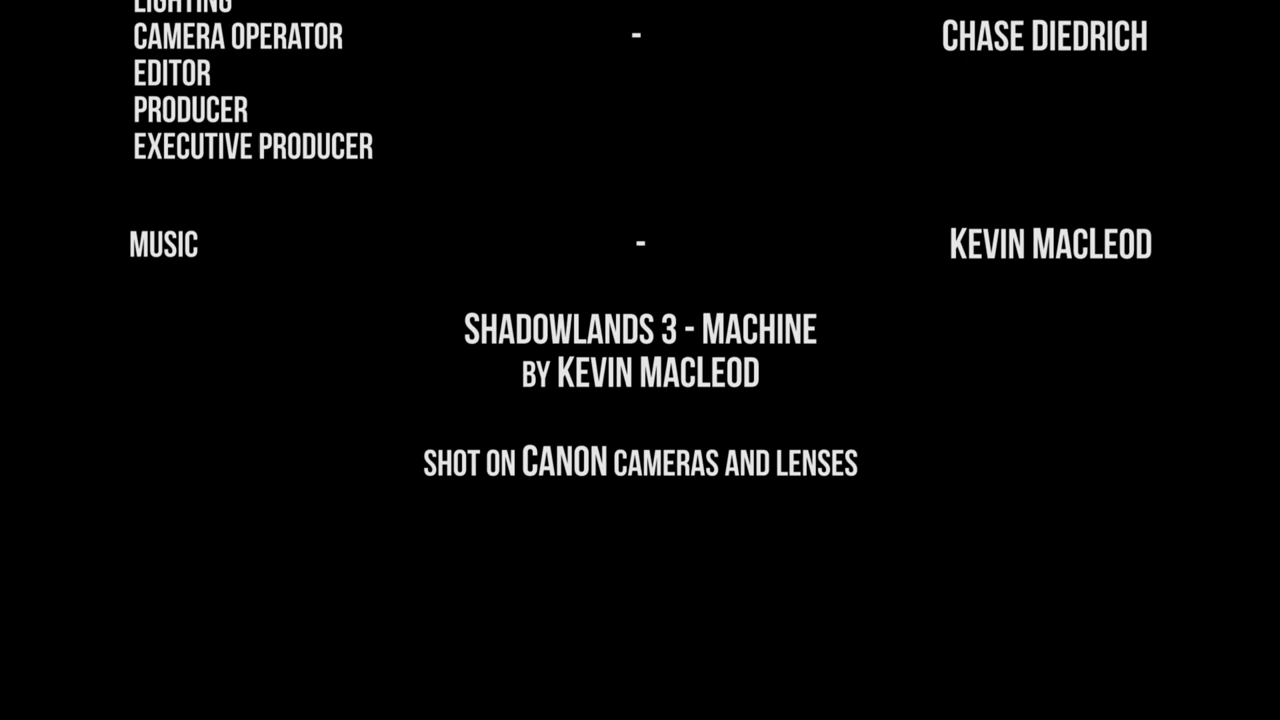 LIGHTING
CAMERA OPERATOR - CHASE DIEDRICH
EDITOR
PRODUCER
EXECUTIVE PRODUCER
MUSIC - KEVIN MACLEOD
SHADOWLANDS 3 - MACHINE
BY KEVIN MACLEOD
SHOT ON CANON CAMERAS AND LENSES